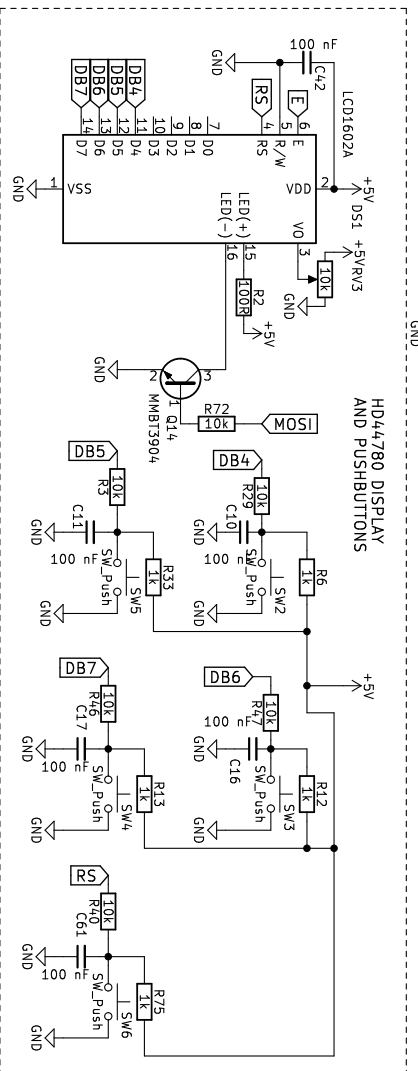 HD44780 DISPLAY
AND PUSHBUTTONS
GND
LCD1602A
DS1
+5V
VDD
2
VSS
1
GND
VO
3
+5V
RV3
10k
GND
E
6
E
R/W
5
RS
4
RS
GND
100 nF
C42
D0
7
D1
8
D2
9
D3
10
D4
11
DB4
D5
12
DB5
D6
13
DB6
D7
14
DB7
LED(+)
15
LED(-)
16
R2
100R
+5V
3
2
1
GND
Q14
MMBT3904
R72
10k
MOSI
DB5
10k
R3
C11
100 nF
GND
SW_Push
SW5
GND
R33
1k
DB4
10k
R29
C10
100 nF
GND
SW_Push
SW2
GND
R6
1k
+5V
DB7
10k
R46
C17
100 nF
GND
SW_Push
SW4
GND
R13
1k
DB6
10k
R47
100 nF
C16
GND
SW_Push
SW3
GND
R12
1k
RS
10k
R40
C61
100 nF
GND
SW_Push
SW6
GND
R75
1k